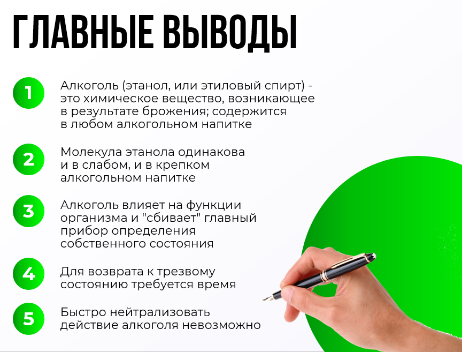 ГЛАВНЫЕ ВЫВОДЫ
1
Алкоголь (этанол, или этиловый спирт) -
это химическое вещество, возникающее
в результате брожения; содержится
в любом алкогольном напитке
2
Молекула этанола одинакова
и в слабом, и в крепком
алкогольном напитке
3
Алкоголь влияет на функции
организма и "сбивает" главный
прибор определения
собственного состояния
4
Для возврата к трезвому
состоянию требуется время
5
Быстро нейтрализовать
действие алкоголя невозможно